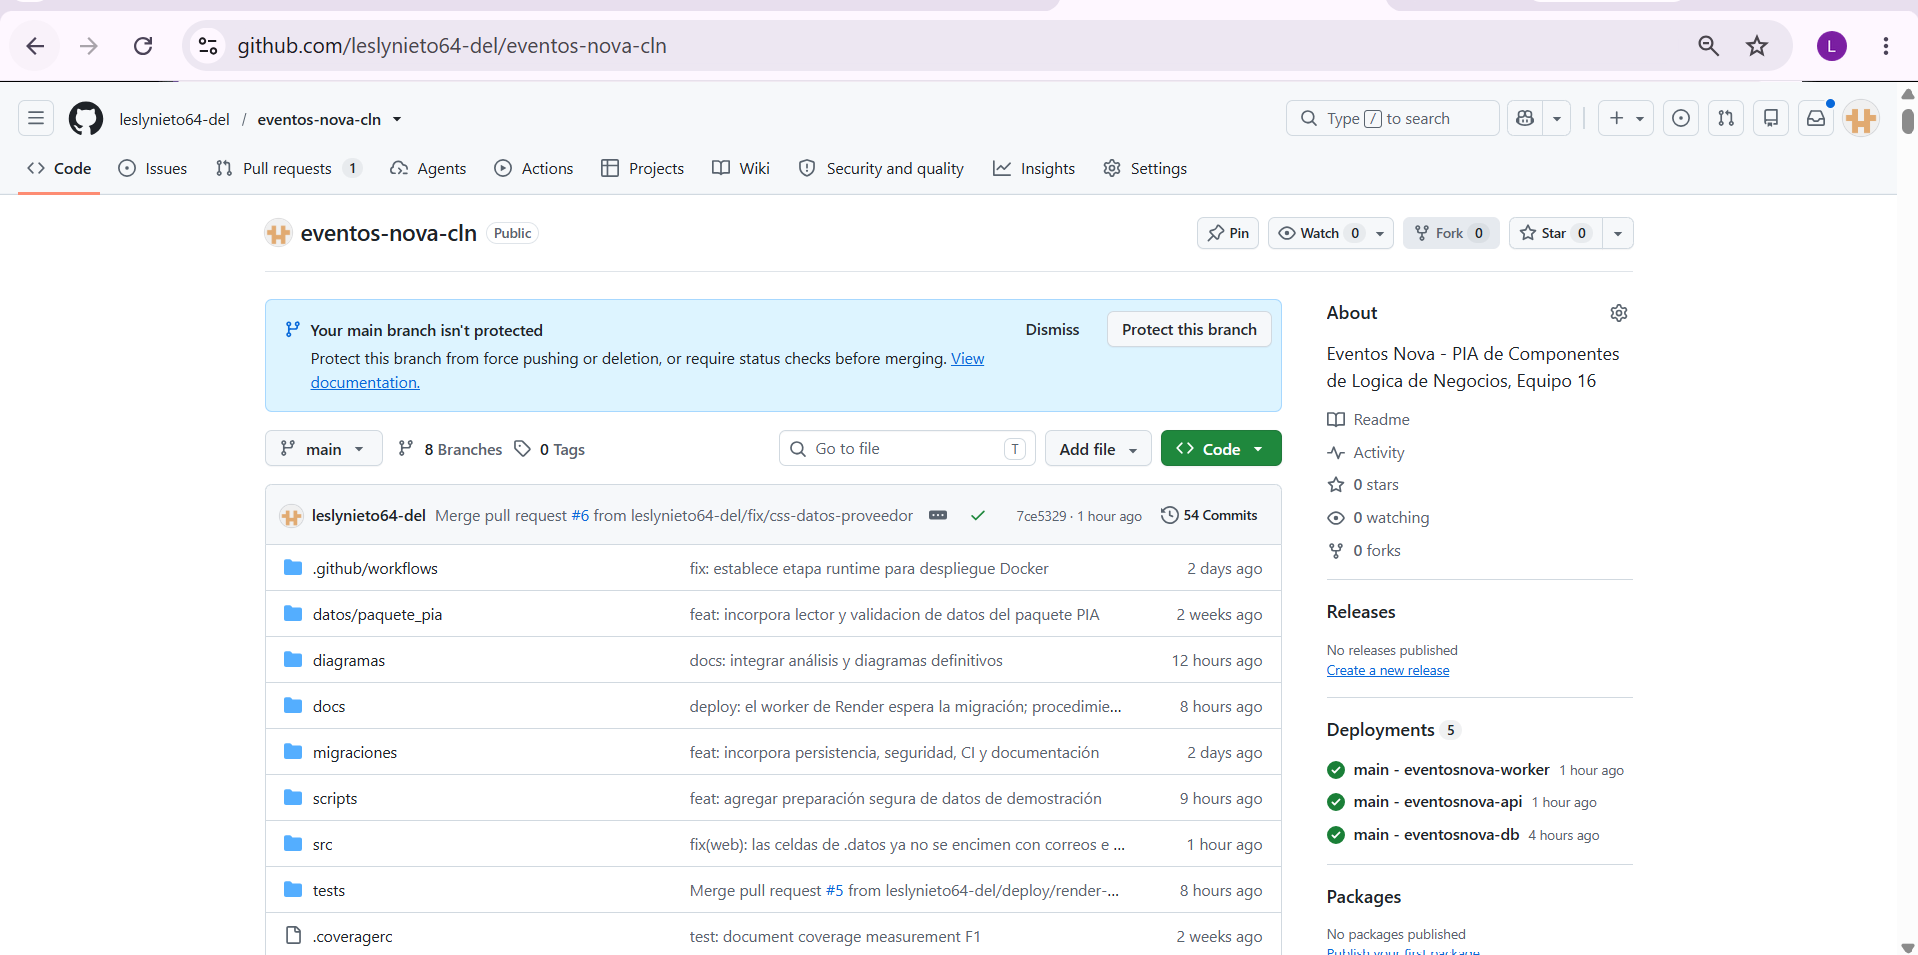 github.com/leslynieto64-del/eventos-nova-cln
L
leslynieto64-del / eventos-nova-cln
Type / to search
Code Issues Pull requests 1 Agents Actions Projects Wiki Security and quality Insights Settings
eventos-nova-cln Public
Pin Watch 0 Fork 0 Star 0
Your main branch isn't protected
Dismiss Protect this branch
Protect this branch from force pushing or deletion, or require status checks before merging. View
documentation.
main 8 Branches 0 Tags
Go to file T
Add file Code
leslynieto64-del Merge pull request #6 from leslynieto64-del/fix/css-datos-proveedor 7ce5329 · 1 hour ago 54 Commits
.github/workflows fix: establece etapa runtime para despliegue Docker 2 days ago
datos/paquete_pia feat: incorpora lector y validacion de datos del paquete PIA 2 weeks ago
diagramas docs: integrar análisis y diagramas definitivos 12 hours ago
docs deploy: el worker de Render espera la migración; procedimie... 8 hours ago
migraciones feat: incorpora persistencia, seguridad, CI y documentación 2 days ago
scripts feat: agregar preparación segura de datos de demostración 9 hours ago
src fix(web): las celdas de .datos ya no se encimen con correos e ... 1 hour ago
tests Merge pull request #5 from leslynieto64-del/deploy/render-... 8 hours ago
.coveragerc test: document coverage measurement F1 2 weeks ago
About
Eventos Nova - PIA de Componentes
de Logica de Negocios, Equipo 16
Readme
Activity
0 stars
0 watching
0 forks
Releases
No releases published
Create a new release
Deployments 5
main - eventosnova-worker 1 hour ago
main - eventosnova-api 1 hour ago
main - eventosnova-db 4 hours ago
Packages
No packages published
Publish your first package